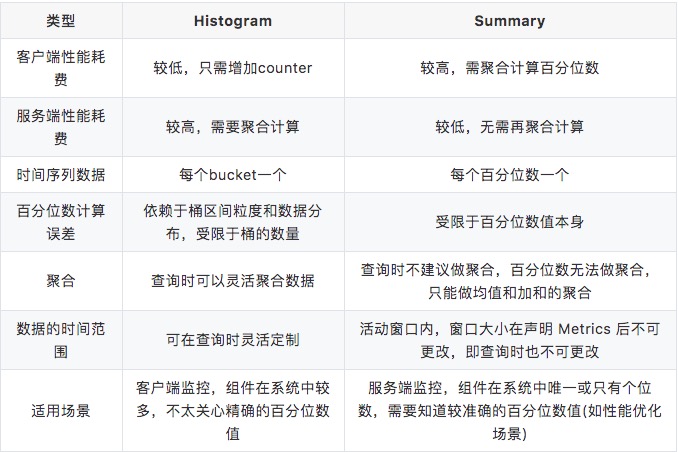 类型 Histogram Summary
客户端性能耗 较低，只需增加counter 较高，需聚合计算百分位数
费
服务端性能耗 较高，需要聚合计算 较低，无需再聚合计算
费
时间序列数据 每个bucket一个 每个百分位数一个
百分位数计算 依赖于桶区间粒度和数据分 受限于百分位数值本身
误差 布，受限于桶的数量
聚合 查询时可以灵活聚合数据 查询时不建议做聚合，百分位数无法做聚合，
只能做均值和加和的聚合
数据的时间范 可在查询时灵活定制 活动窗口内，窗口大小在声明 Metrics 后不可
围 更改，即查询时也不可更改
适用场景 客户端监控，组件在系统中较 服务端监控，组件在系统中唯一或只有个位
多，不太关心精确的百分位数 数，需要知道较准确的百分位数值(如性能优化
值 场景)